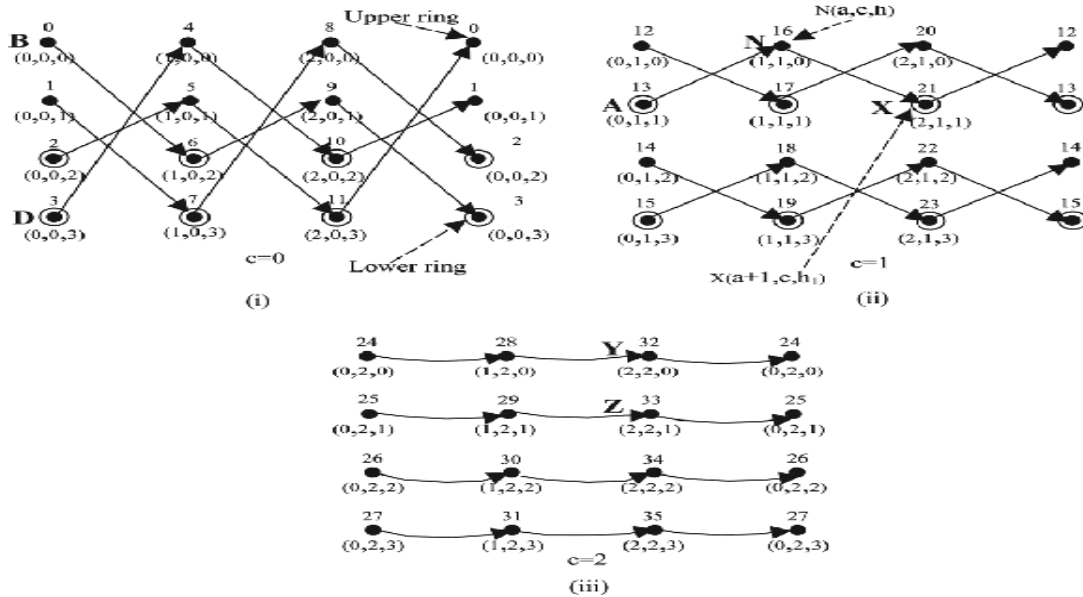 Upper ring
N(a,c,h)
0 4 8 0
B
(0,0,0) (1,0,0) (2,0,0) (0,0,0)
1 5 9 1
(0,0,1) (1,0,1) (2,0,1) (0,0,1)
2 6 10 2
(0,0,2) (1,0,2) (2,0,2) (0,0,2)
3 7 11 3
D
(0,0,3) (1,0,3) (2,0,3) (0,0,3)
c=0
Lower ring
(i)
12 16 20 12
N
(0,1,0) (1,1,0) (2,1,0)
13 17 21 13
A X
(0,1,1) (1,1,1) (2,1,1)
14 18 22 14
(0,1,2) (1,1,2) (2,1,2)
15 19 23 15
(0,1,3) (1,1,3) (2,1,3)
X(a+1,c,h₁)
c=1
(ii)
24 28 Y 32 24
(0,2,0) (1,2,0) (2,2,0) (0,2,0)
25 29 Z 33 25
(0,2,1) (1,2,1) (2,2,1) (0,2,1)
26 30 34 26
(0,2,2) (1,2,2) (2,2,2) (0,2,2)
27 31 35 27
(0,2,3) (1,2,3) (2,2,3) (0,2,3)
c=2
(iii)